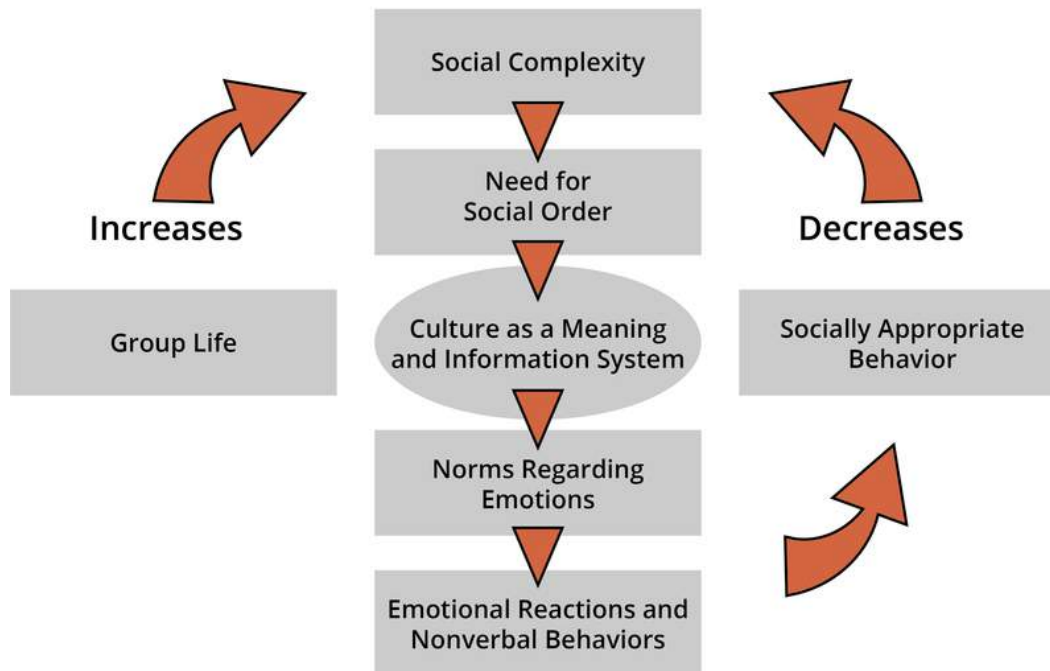 Social Complexity
Need for
Social Order
Increases
Decreases
Group Life
Culture as a Meaning
and Information System
Socially Appropriate
Behavior
Norms Regarding
Emotions
Emotional Reactions and
Nonverbal Behaviors